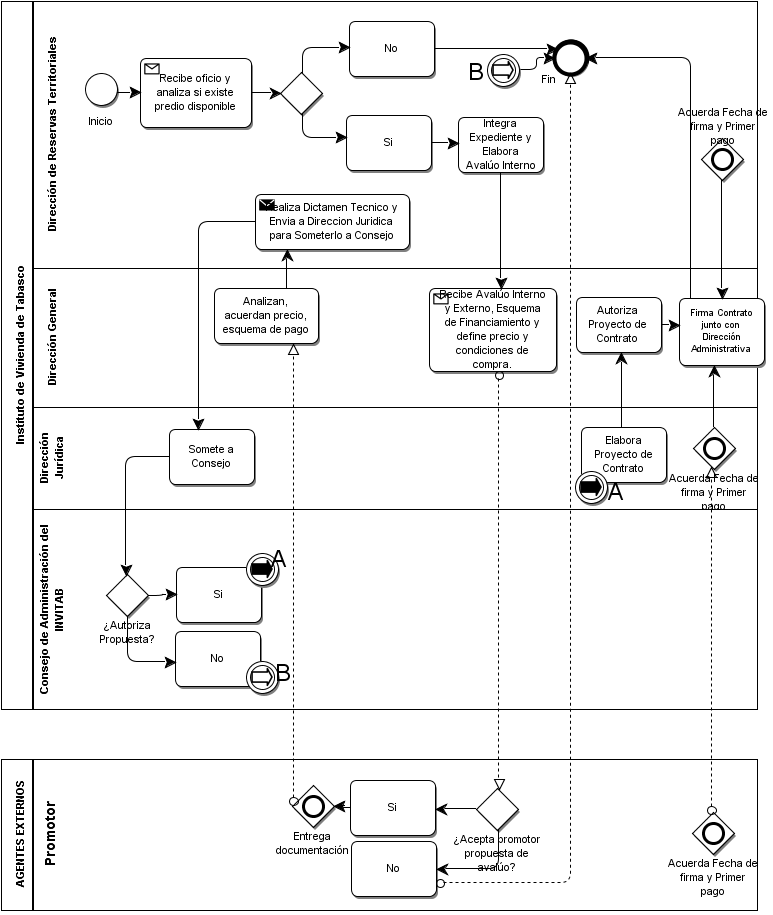 Instituto de Vivienda de Tabasco
Dirección de Reservas Territoriales
Inicio
Recibe oficio y
analiza si existe
predio disponible
No
Si
B
Fin
Integra
Expediente y
Elabora
Avalúo Interno
Acuerda Fecha de
firma y Primer
pago
Realiza Dictamen Tecnico y
Envia a Direccion Juridica
para Someterlo a Consejo
Dirección General
Analizan,
acuerdan precio,
esquema de pago
Recibe Avalúo Interno
y Externo, Esquema
de Financiamiento y
define precio y
condiciones de
compra.
Autoriza
Proyecto de
Contrato
Firma Contrato
junto con
Dirección
Administrativa
Dirección
Jurídica
Somete a
Consejo
Elabora
Proyecto de
Contrato
A
Acuerda Fecha de
firma y Primer
pago
Consejo de Administración del
INVITAB
¿Autoriza
Propuesta?
Si
A
No
B
AGENTES EXTERNOS
Promotor
Entrega
documentación
Si
No
¿Acepta promotor
propuesta de
avalúo?
Acuerda Fecha de
firma y Primer
pago